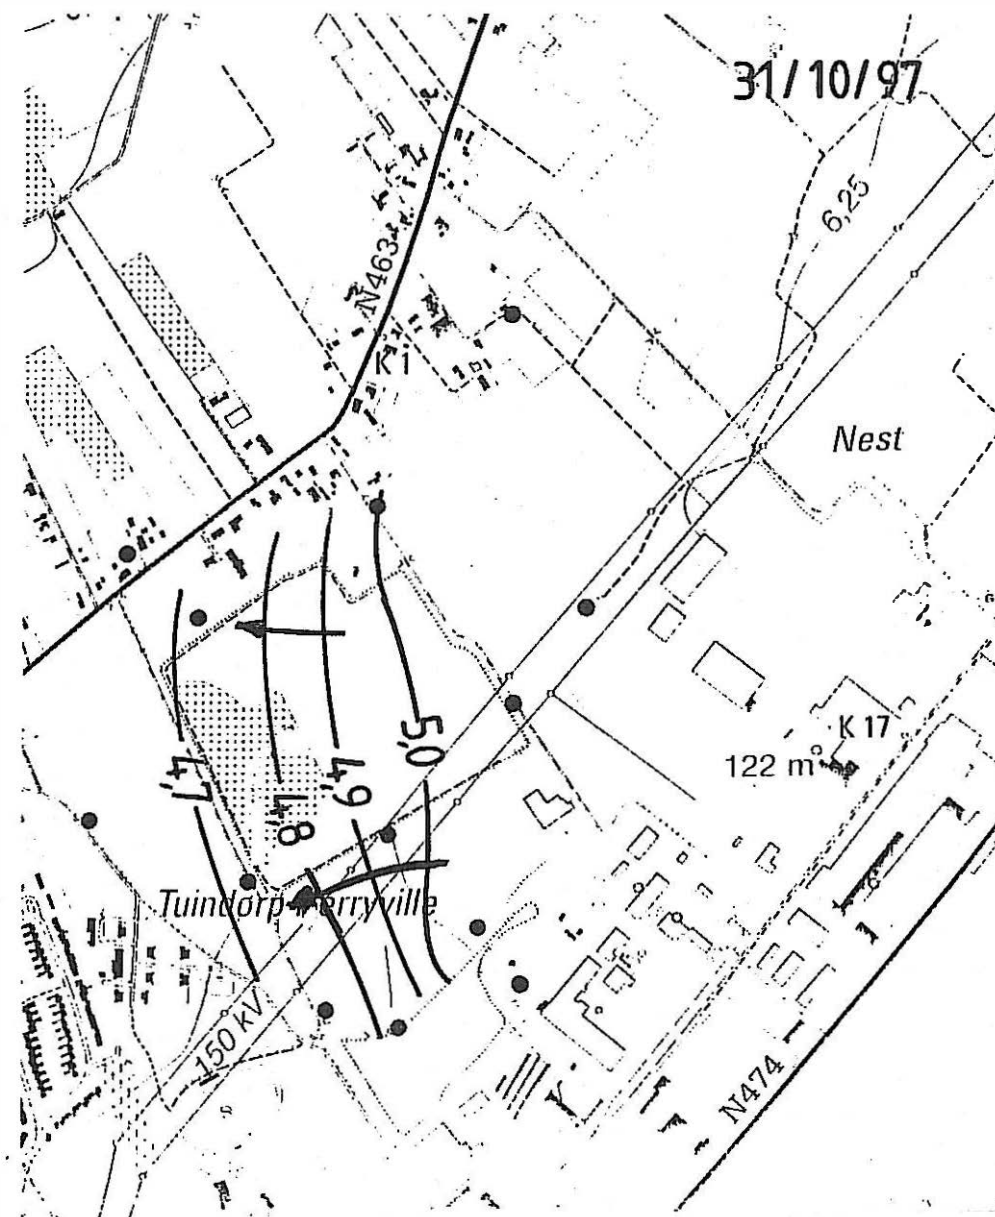 31/10/97
6,25
N463
K 1
Nest
K 17
122 m
5,0
4,9
4,8
4,7
Tuindorp-Perryville
150 kV
N474